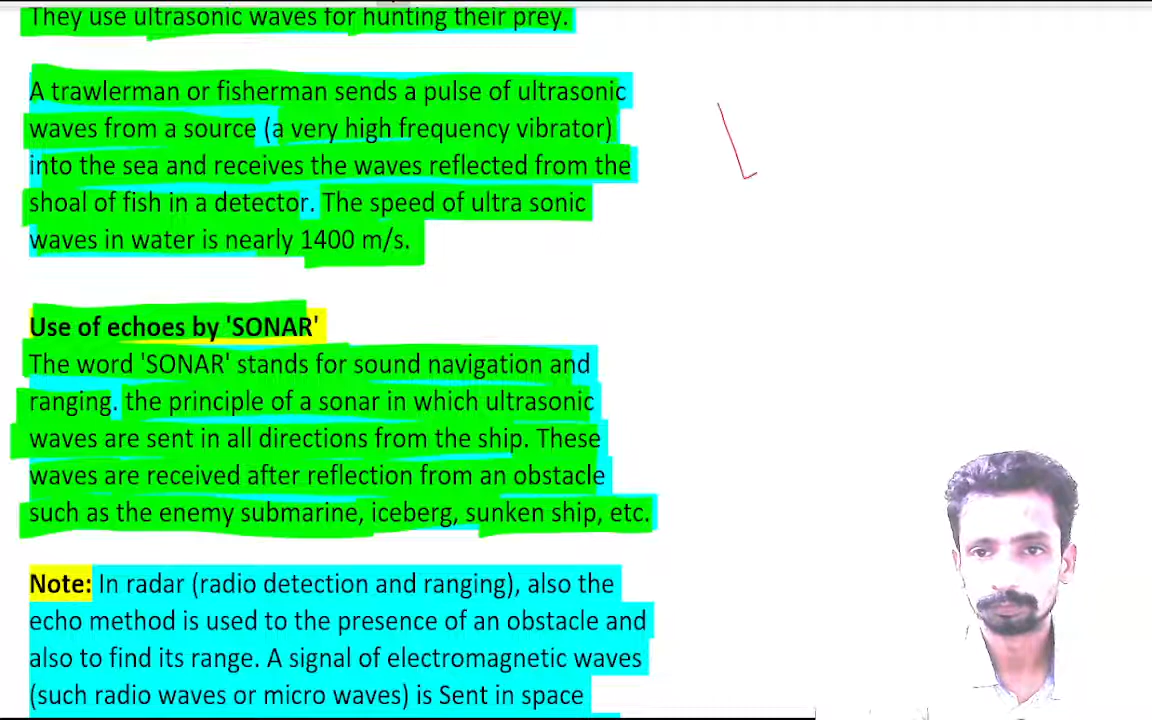 They use ultrasonic waves for hunting their prey.
A trawlerman or fisherman sends a pulse of ultrasonic
waves from a source (a very high frequency vibrator)
into the sea and receives the waves reflected from the
shoal of fish in a detector. The speed of ultra sonic
waves in water is nearly 1400 m/s.
Use of echoes by 'SONAR'
The word 'SONAR' stands for sound navigation and
ranging. the principle of a sonar in which ultrasonic
waves are sent in all directions from the ship. These
waves are received after reflection from an obstacle
such as the enemy submarine, iceberg, sunken ship, etc.
Note: In radar (radio detection and ranging), also the
echo method is used to the presence of an obstacle and
also to find its range. A signal of electromagnetic waves
(such radio waves or micro waves) is Sent in space